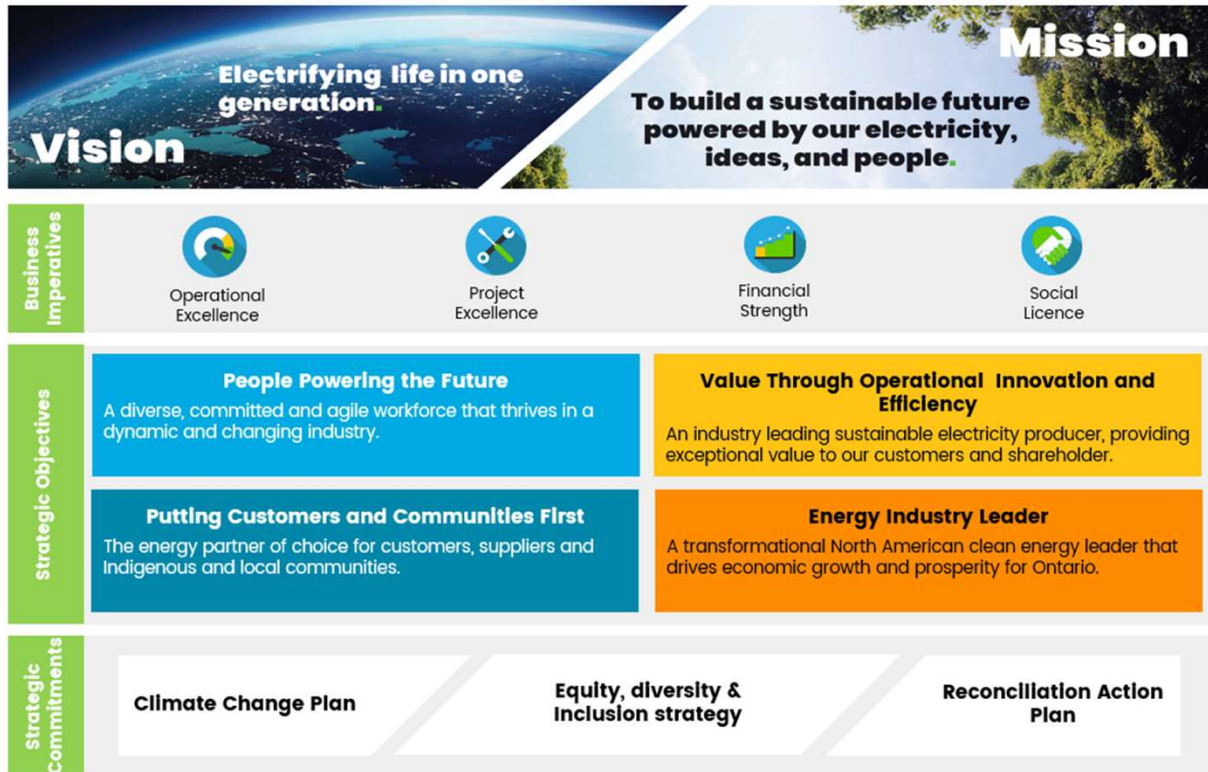 Vision
Electrifying life in one
generation.
Mission
To build a sustainable future
powered by our electricity,
ideas, and people.
Business
Imperatives
Operational
Excellence
Project
Excellence
Financial
Strength
Social
Licence
Strategic Objectives
People Powering the Future
A diverse, committed and agile workforce that thrives in a
dynamic and changing industry.
Value Through Operational Innovation and
Efficiency
An industry leading sustainable electricity producer, providing
exceptional value to our customers and shareholder.
Putting Customers and Communities First
The energy partner of choice for customers, suppliers and
Indigenous and local communities.
Energy Industry Leader
A transformational North American clean energy leader that
drives economic growth and prosperity for Ontario.
Strategic
Commitments
Climate Change Plan
Equity, diversity &
Inclusion strategy
Reconciliation Action
Plan